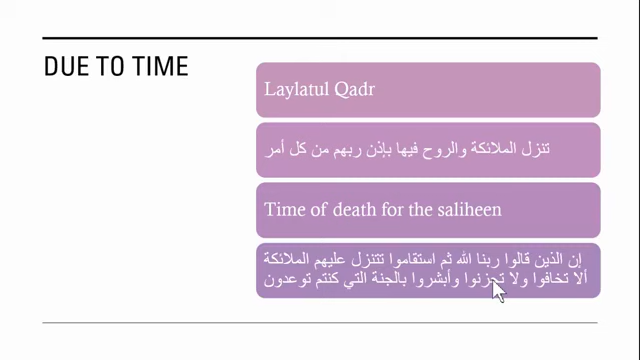 DUE TO TIME
Laylatul Qadr
تنزل الملائكة والروح فيها بإذن ربهم من كل أمر
Time of death for the saliheen
إن الذين قالوا ربنا الله ثم استقاموا تتنزل عليهم الملائكة
ألا تخافوا ولا تحزنوا وأبشروا بالجنة التي كنتم توعدون